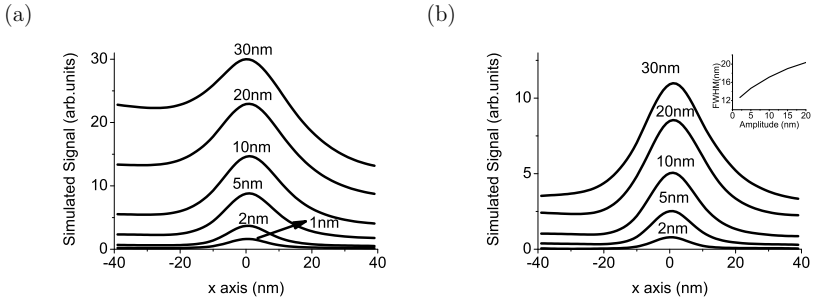 (a)
Simulated Signal (arb.units)
30
20
10
0
30nm
20nm
10nm
5nm
2nm
1nm
-40 -20 0 20 40
x axis (nm)
(b)
Simulated Signal (arb.units)
10
5
0
30nm
20nm
10nm
5nm
2nm
-40 -20 0 20 40
x axis (nm)
FWHM(nm)
20
16
12
0 5 10 15 20
Amplitude (nm)